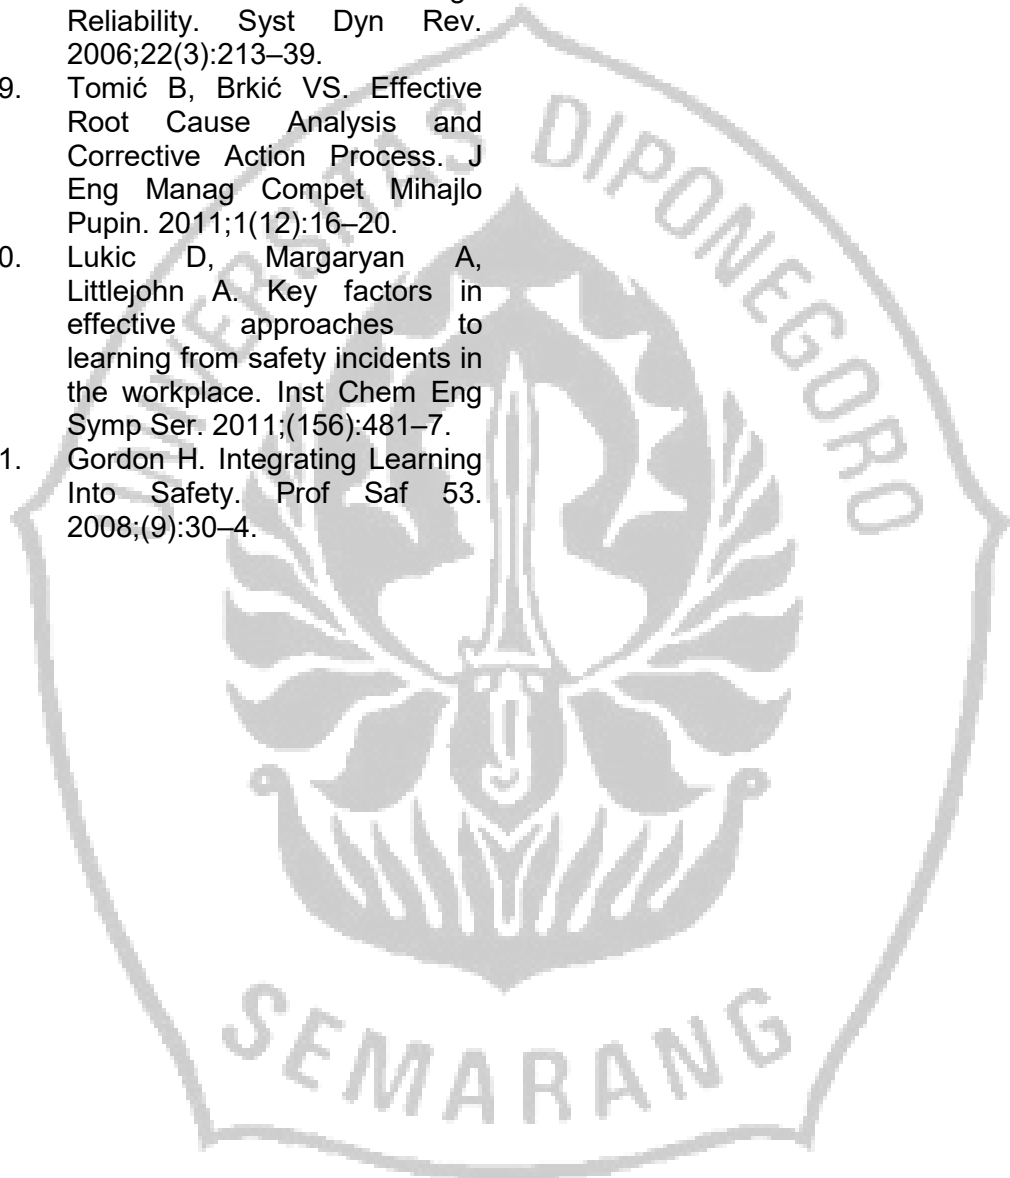 Reliability. Syst Dyn Rev.
2006;22(3):213–39.
9. Tomić B, Brkić VS. Effective
Root Cause Analysis and
Corrective Action Process. J
Eng Manag Compet Mihajlo
Pupin. 2011;1(12):16–20.
0. Lukic D, Margaryan A,
Littlejohn A. Key factors in
effective approaches to
learning from safety incidents in
the workplace. Inst Chem Eng
Symp Ser. 2011;(156):481–7.
1. Gordon H. Integrating Learning
Into Safety. Prof Saf 53.
2008;(9):30–4.
UNIVERSITAS DIPONEGORO
SEMARANG